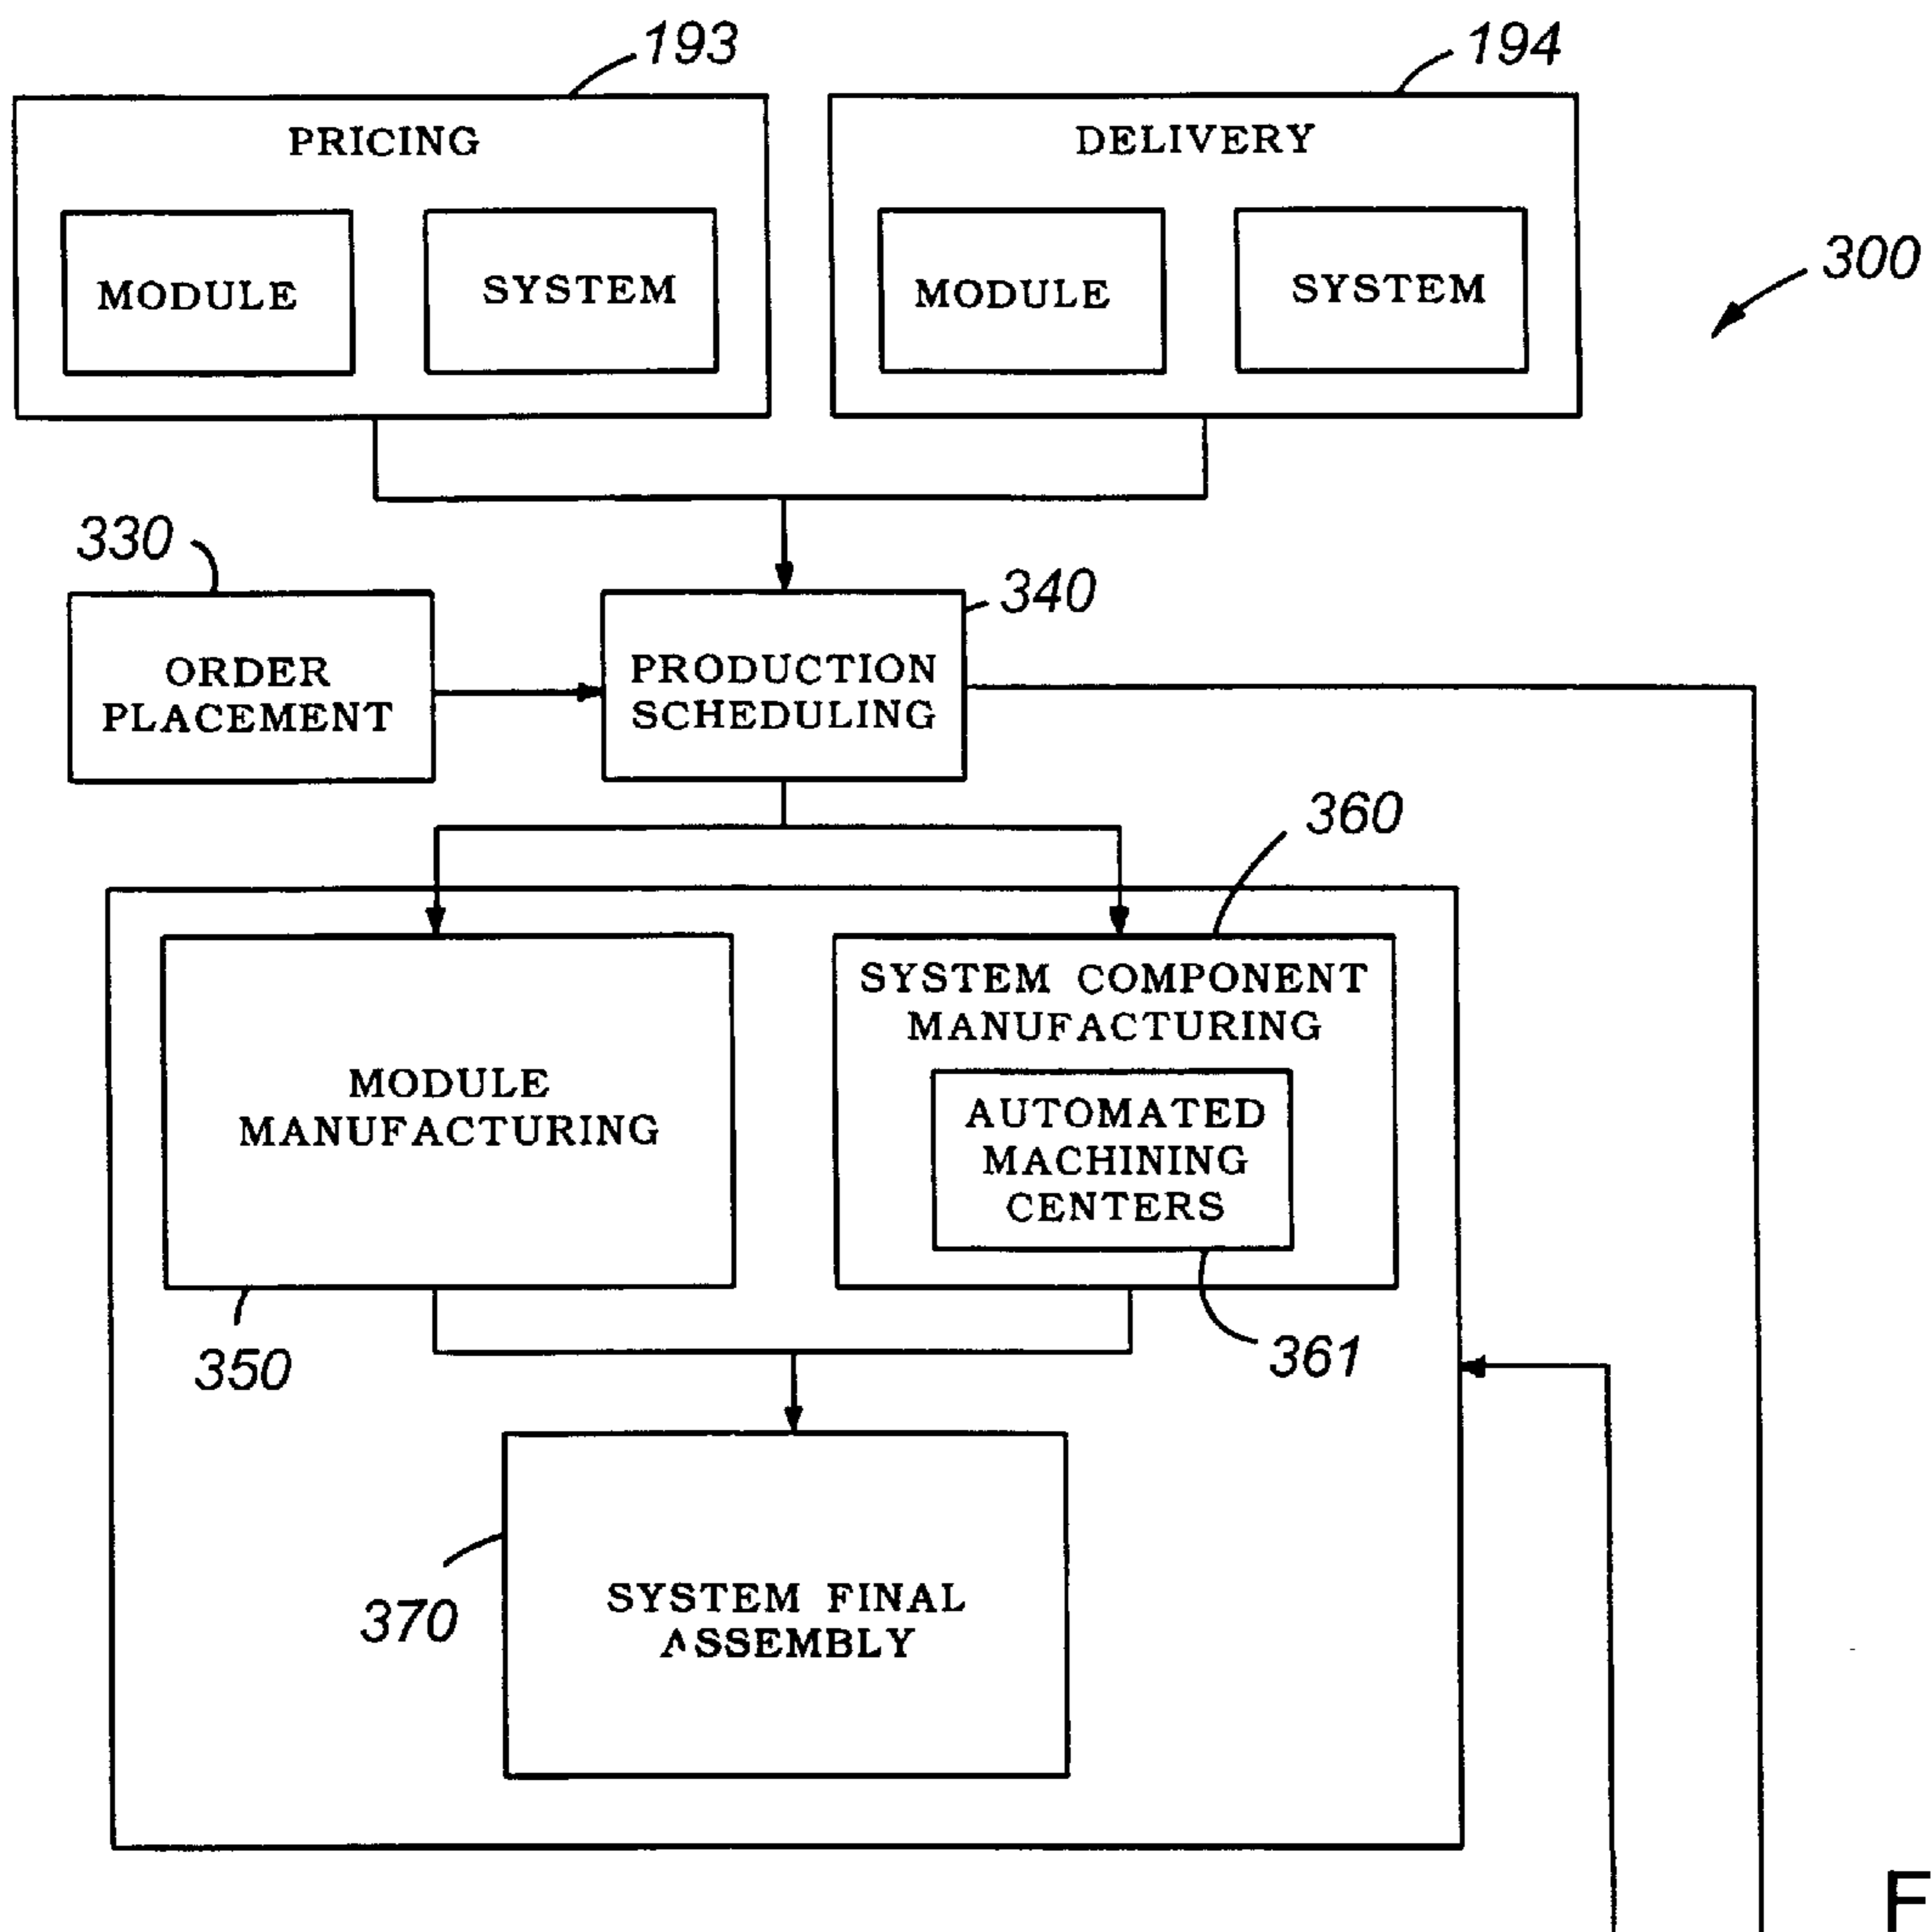 193
194
PRICING
DELIVERY
MODULE
SYSTEM
MODULE
SYSTEM
300
330
340
ORDER
PLACEMENT
PRODUCTION
SCHEDULING
360
SYSTEM COMPONENT
MANUFACTURING
MODULE
MANUFACTURING
AUTOMATED
MACHINING
CENTERS
350
361
370
SYSTEM FINAL
ASSEMBLY
F